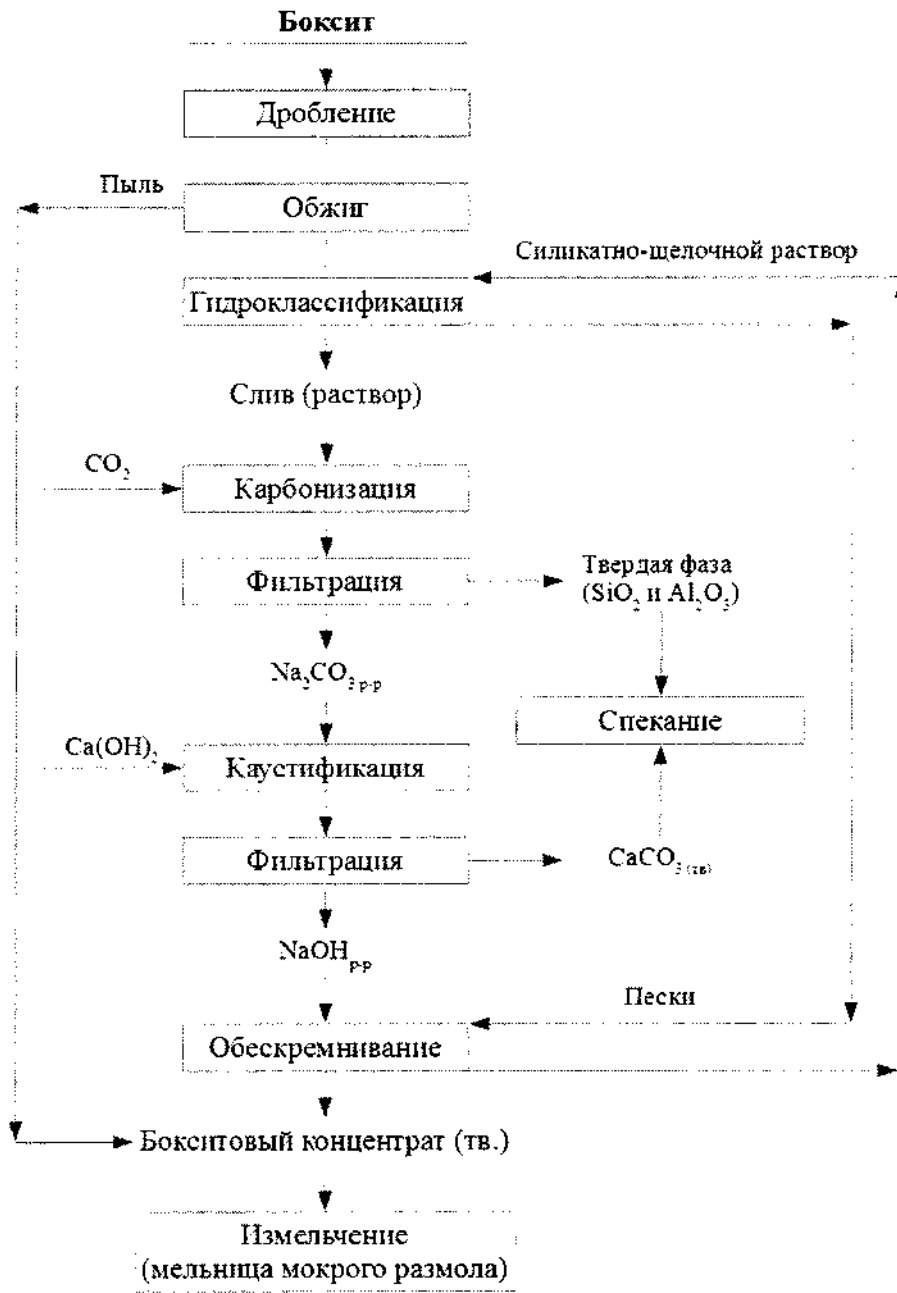 Боксит
Дробление
Пыль
Обжиг
Силикатно-щелочной раствор
Гидроклассификация
Слив (раствор)
CO₂
Карбонизация
Фильтрация
Твердая фаза
(SiO₂ и Al₂O₃)
Na₂CO₃ р-р
Спекание
Ca(OH)₂
Каустификация
Фильтрация
CaCO₃ (тв)
NaOH р-р
Пески
Обескремнивание
Бокситовый концентрат (тв.)
Измельчение
(мельница мокрого размола)